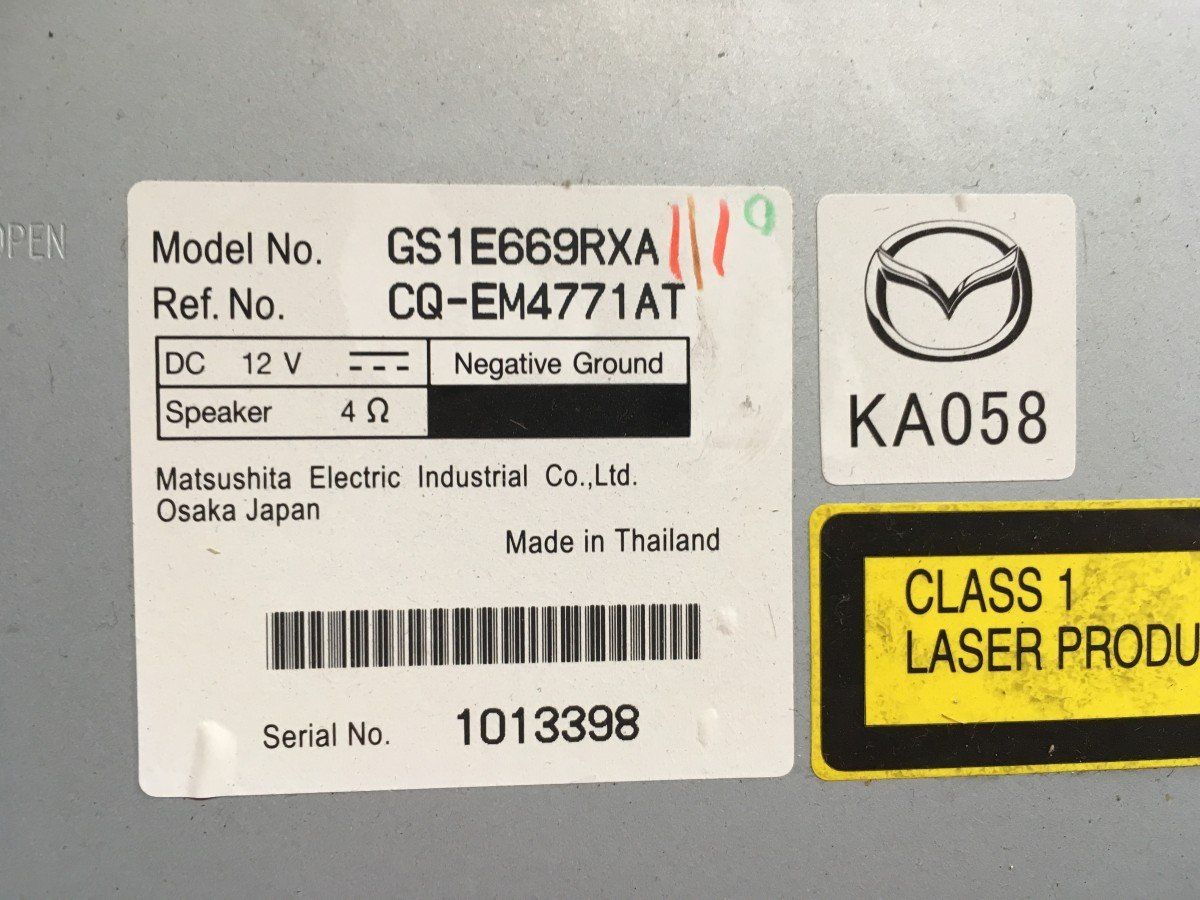 OPEN
Model No. GS1E669RXA
Ref. No. CQ-EM4771AT
DC 12 V Negative Ground
Speaker 4 Ω
Matsushita Electric Industrial Co.,Ltd.
Osaka Japan
Made in Thailand
Serial No. 1013398
KA058
CLASS 1
LASER PRODU